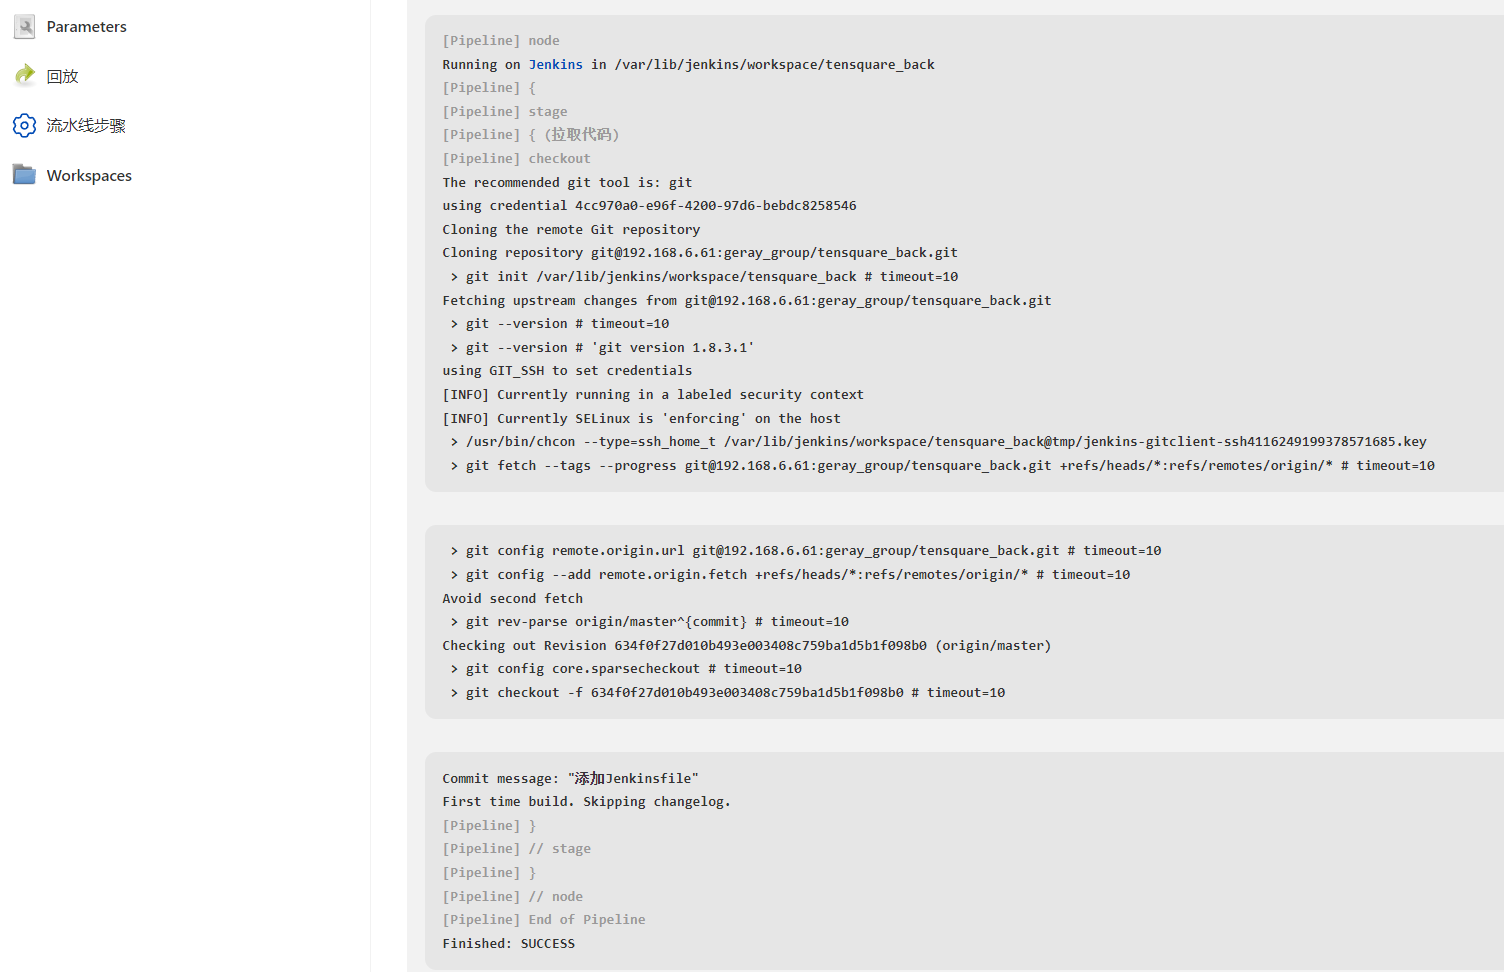 Parameters
回放
流水线步骤
Workspaces
[Pipeline] node
Running on Jenkins in /var/lib/jenkins/workspace/tensquare_back
[Pipeline] {
[Pipeline] stage
[Pipeline] { (拉取代码)
[Pipeline] checkout
The recommended git tool is: git
using credential 4cc970a0-e96f-4200-97d6-bebdc8258546
Cloning the remote Git repository
Cloning repository git@192.168.6.61:geray_group/tensquare_back.git
 > git init /var/lib/jenkins/workspace/tensquare_back # timeout=10
Fetching upstream changes from git@192.168.6.61:geray_group/tensquare_back.git
 > git --version # timeout=10
 > git --version # 'git version 1.8.3.1'
using GIT_SSH to set credentials
[INFO] Currently running in a labeled security context
[INFO] Currently SELinux is 'enforcing' on the host
 > /usr/bin/chcon --type=ssh_home_t /var/lib/jenkins/workspace/tensquare_back@tmp/jenkins-gitclient-ssh4116249199378571685.key
 > git fetch --tags --progress git@192.168.6.61:geray_group/tensquare_back.git +refs/heads/*:refs/remotes/origin/* # timeout=10
 > git config remote.origin.url git@192.168.6.61:geray_group/tensquare_back.git # timeout=10
 > git config --add remote.origin.fetch +refs/heads/*:refs/remotes/origin/* # timeout=10
Avoid second fetch
 > git rev-parse origin/master^{commit} # timeout=10
Checking out Revision 634f0f27d010b493e003408c759ba1d5b1f098b0 (origin/master)
 > git config core.sparsecheckout # timeout=10
 > git checkout -f 634f0f27d010b493e003408c759ba1d5b1f098b0 # timeout=10
Commit message: "添加Jenkinsfile"
First time build. Skipping changelog.
[Pipeline] }
[Pipeline] // stage
[Pipeline] }
[Pipeline] // node
[Pipeline] End of Pipeline
Finished: SUCCESS